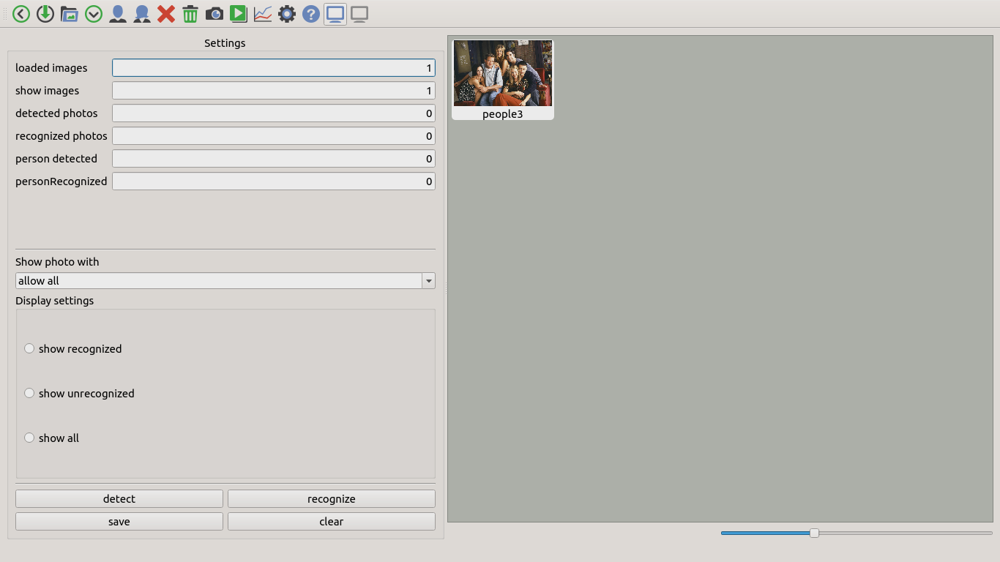 Settings
loaded images 1
show images 1
detected photos 0
recognized photos 0
person detected 0
personRecognized 0
Show photo with
allow all
Display settings
show recognized
show unrecognized
show all
detect recognize
save clear
people3